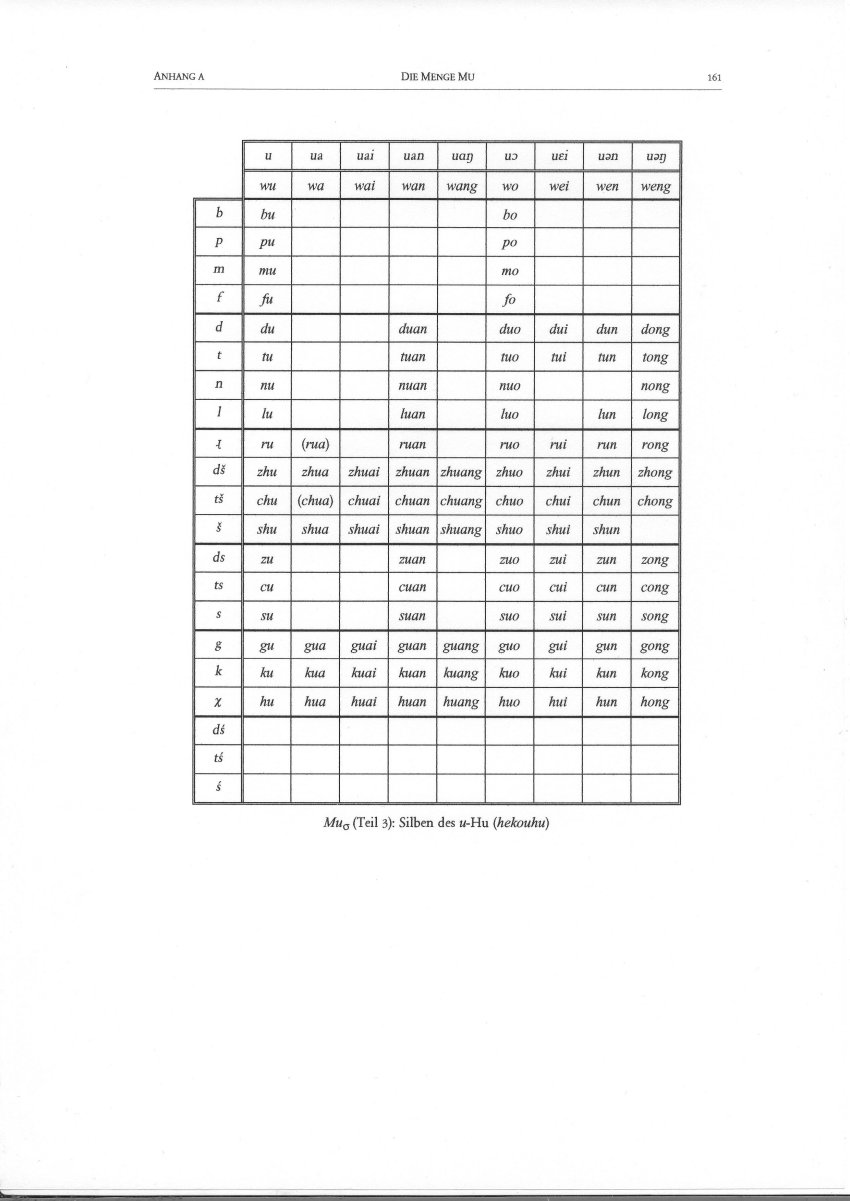 ANHANG A DIE MENGE MU 161
u ua uai uan uɑŋ uɔ uɛi uən uəŋ
wu wa wai wan wang wo wei wen weng
b bu bo
p pu po
m mu mo
f fu fo
d du duan duo dui dun dong
t tu tuan tuo tui tun tong
n nu nuan nuo nong
l lu luan luo lun long
ɻ ru (rua) ruan ruo rui run rong
dš zhu zhua zhuai zhuan zhuang zhuo zhui zhun zhong
tš chu (chua) chuai chuan chuang chuo chui chun chong
š shu shua shuai shuan shuang shuo shui shun
ds zu zuan zuo zui zun zong
ts cu cuan cuo cui cun cong
s su suan suo sui sun song
g gu gua guai guan guang guo gui gun gong
k ku kua kuai kuan kuang kuo kui kun kong
χ hu hua huai huan huang huo hui hun hong
dś
tś
ś
Muσ (Teil 3): Silben des u-Hu (hekouhu)